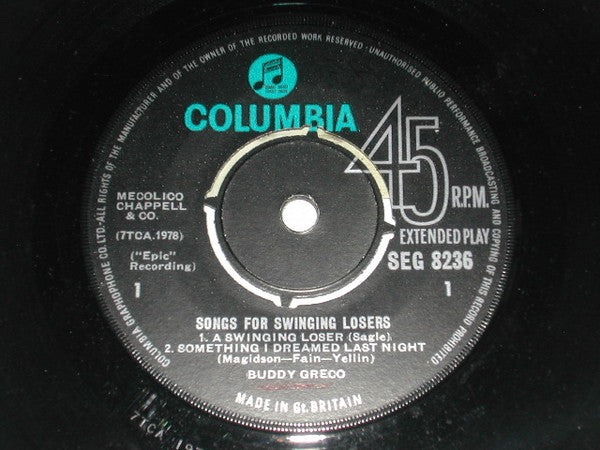 COLUMBIA GRAPHOPHONE CO.LTD-ALL RIGHTS OF THE MANUFACTURER AND OF THE OWNER OF THE RECORDED WORK RESERVED · UNAUTHORISED PUBLIC PERFORMANCE BROADCASTING AND COPYING OF THIS RECORD PROHIBITED
COLUMBIA
45
R.P.M.
EXTENDED PLAY
SEG 8236
MECOLICO
CHAPPELL
& CO.
(7TCA.1978)
("Epic"
Recording)
1
1
SONGS FOR SWINGING LOSERS
1. A SWINGING LOSER (Sagle)
2. SOMETHING I DREAMED LAST NIGHT
(Magidson—Fain—Yellin)
BUDDY GRECO
MADE IN Gt. BRITAIN
7TCA